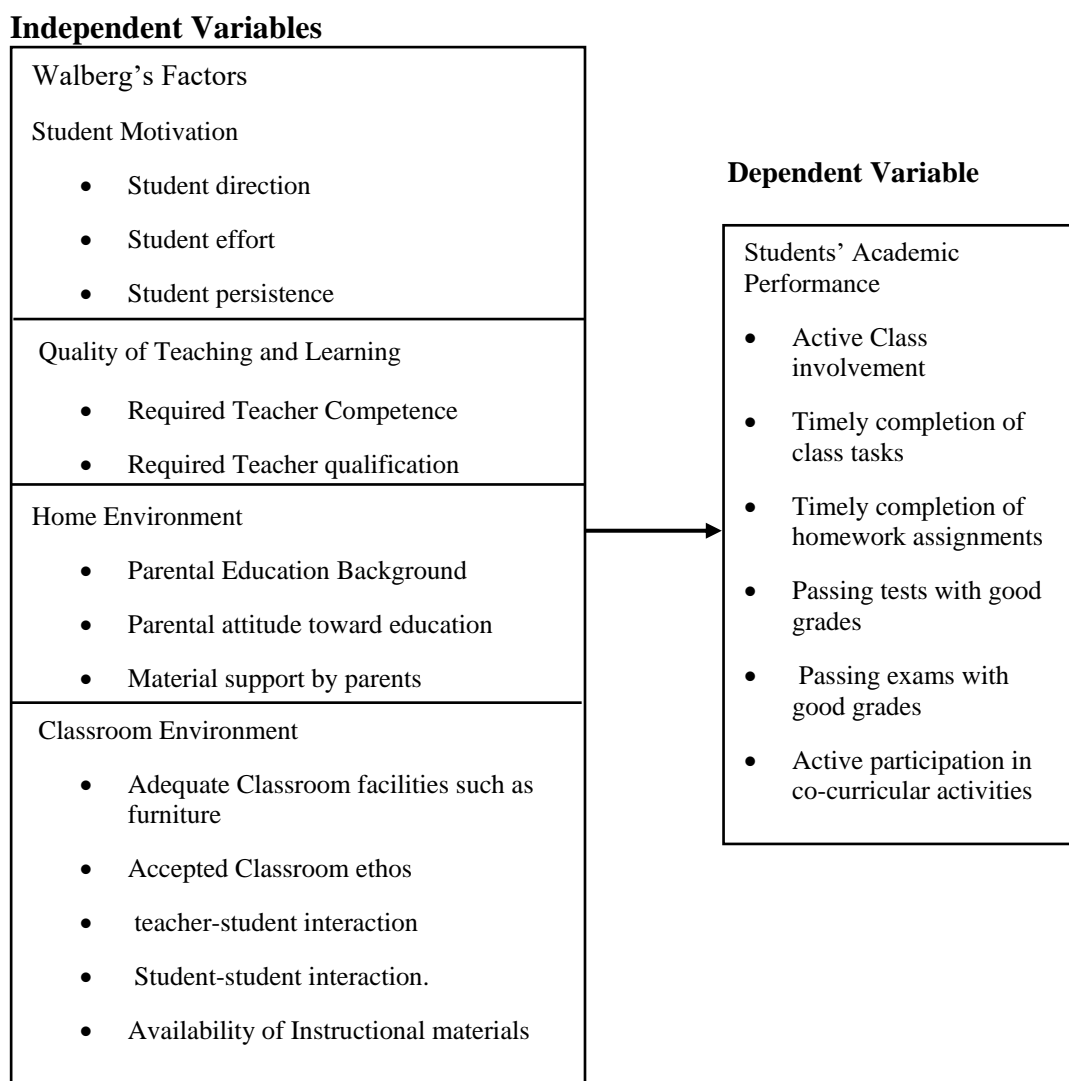 Independent Variables
Walberg’s Factors
Student Motivation
• Student direction
• Student effort
• Student persistence
Quality of Teaching and Learning
• Required Teacher Competence
• Required Teacher qualification
Home Environment
• Parental Education Background
• Parental attitude toward education
• Material support by parents
Classroom Environment
• Adequate Classroom facilities such as
furniture
• Accepted Classroom ethos
• teacher-student interaction
• Student-student interaction.
• Availability of Instructional materials
Dependent Variable
Students’ Academic
Performance
• Active Class
involvement
• Timely completion of
class tasks
• Timely completion of
homework assignments
• Passing tests with good
grades
• Passing exams with
good grades
• Active participation in
co-curricular activities